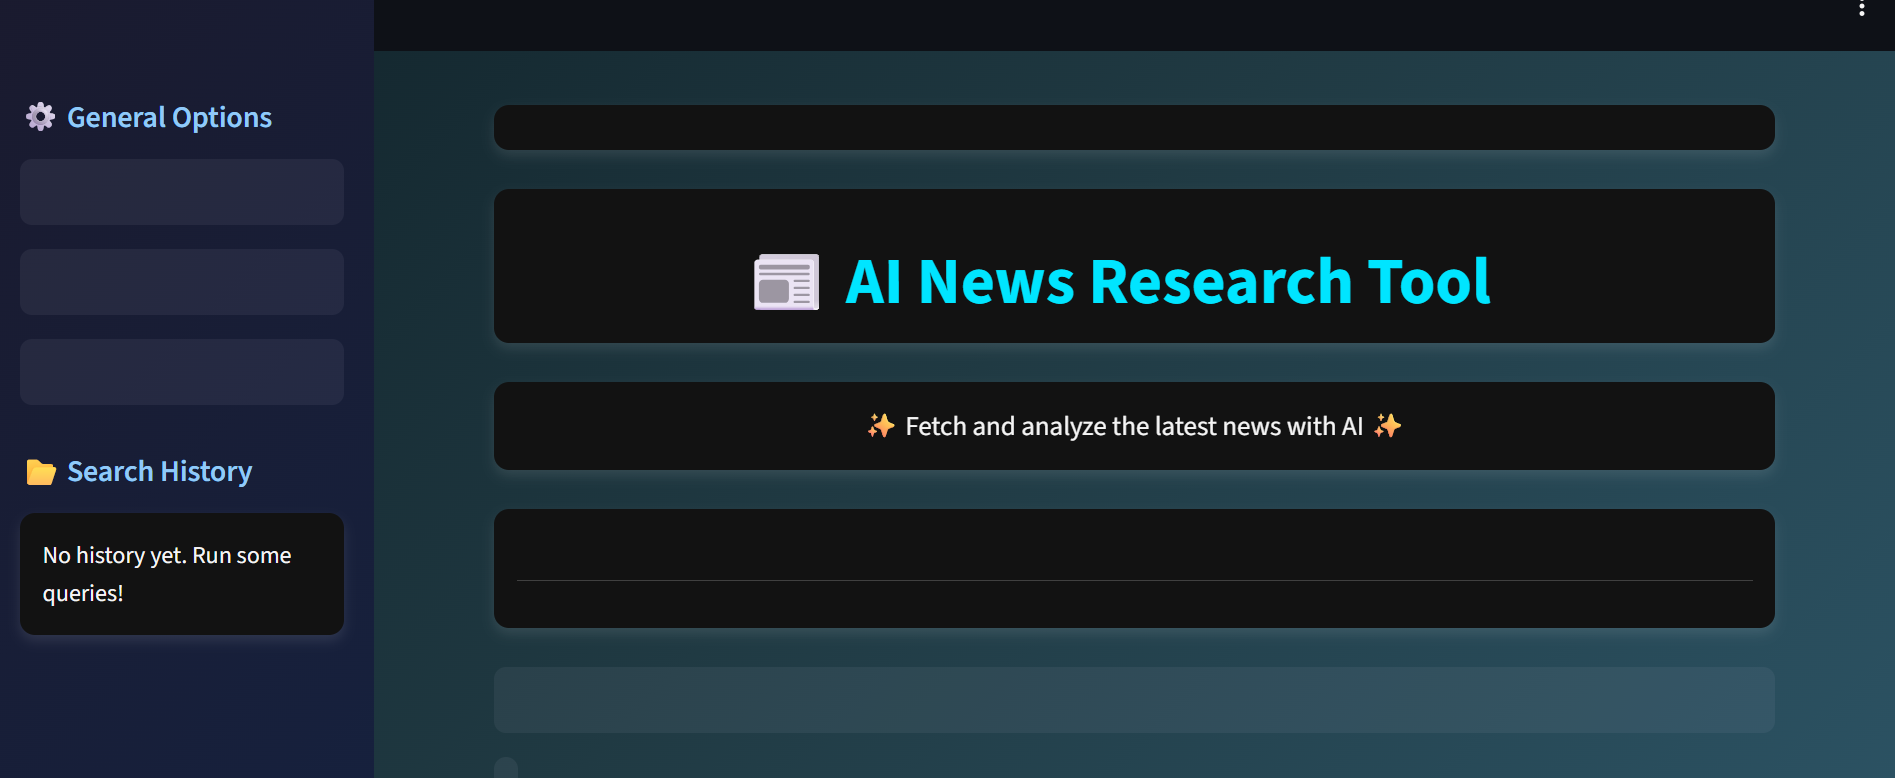 General Options
Search History
No history yet. Run some
queries!
AI News Research Tool
✨ Fetch and analyze the latest news with AI ✨